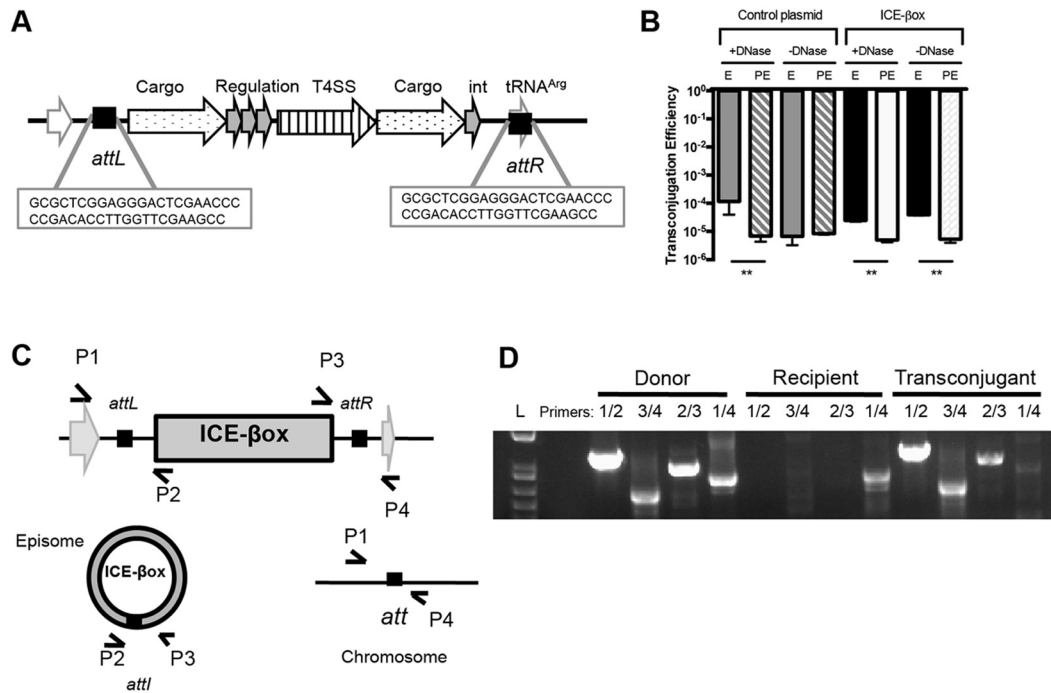 A
Cargo Regulation T4SS Cargo int tRNAArg
attL
attR
GCGCTCGGAGGGACTCGAACCC
CCGACACCTTGGTTCGAAGCC
GCGCTCGGAGGGACTCGAACCC
CCGACACCTTGGTTCGAAGCC
B
Control plasmid ICE-βox
+DNase -DNase +DNase -DNase
E PE E PE E PE E PE
Transconjugation Efficiency
10⁰
10⁻¹
10⁻²
10⁻³
10⁻⁴
10⁻⁵
10⁻⁶
** ** **
C
P1
attL
P3
attR
ICE-βox
P2
P4
Episome
ICE-βox
P2
P3
attI
P1
att
P4
Chromosome
D
Donor Recipient Transconjugant
L Primers: 1/2 3/4 2/3 1/4 1/2 3/4 2/3 1/4 1/2 3/4 2/3 1/4